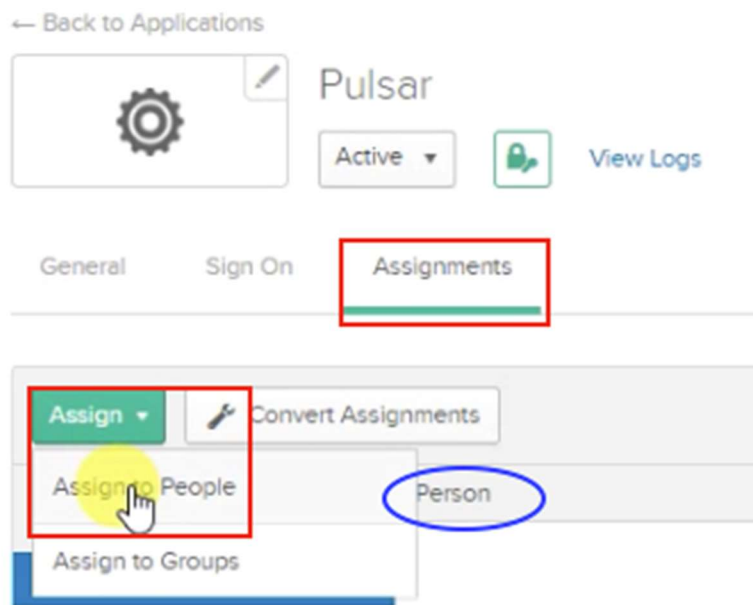 ← Back to Applications
Pulsar
Active
View Logs
General Sign On Assignments
Assign Convert Assignments
Assign to People Person
Assign to Groups